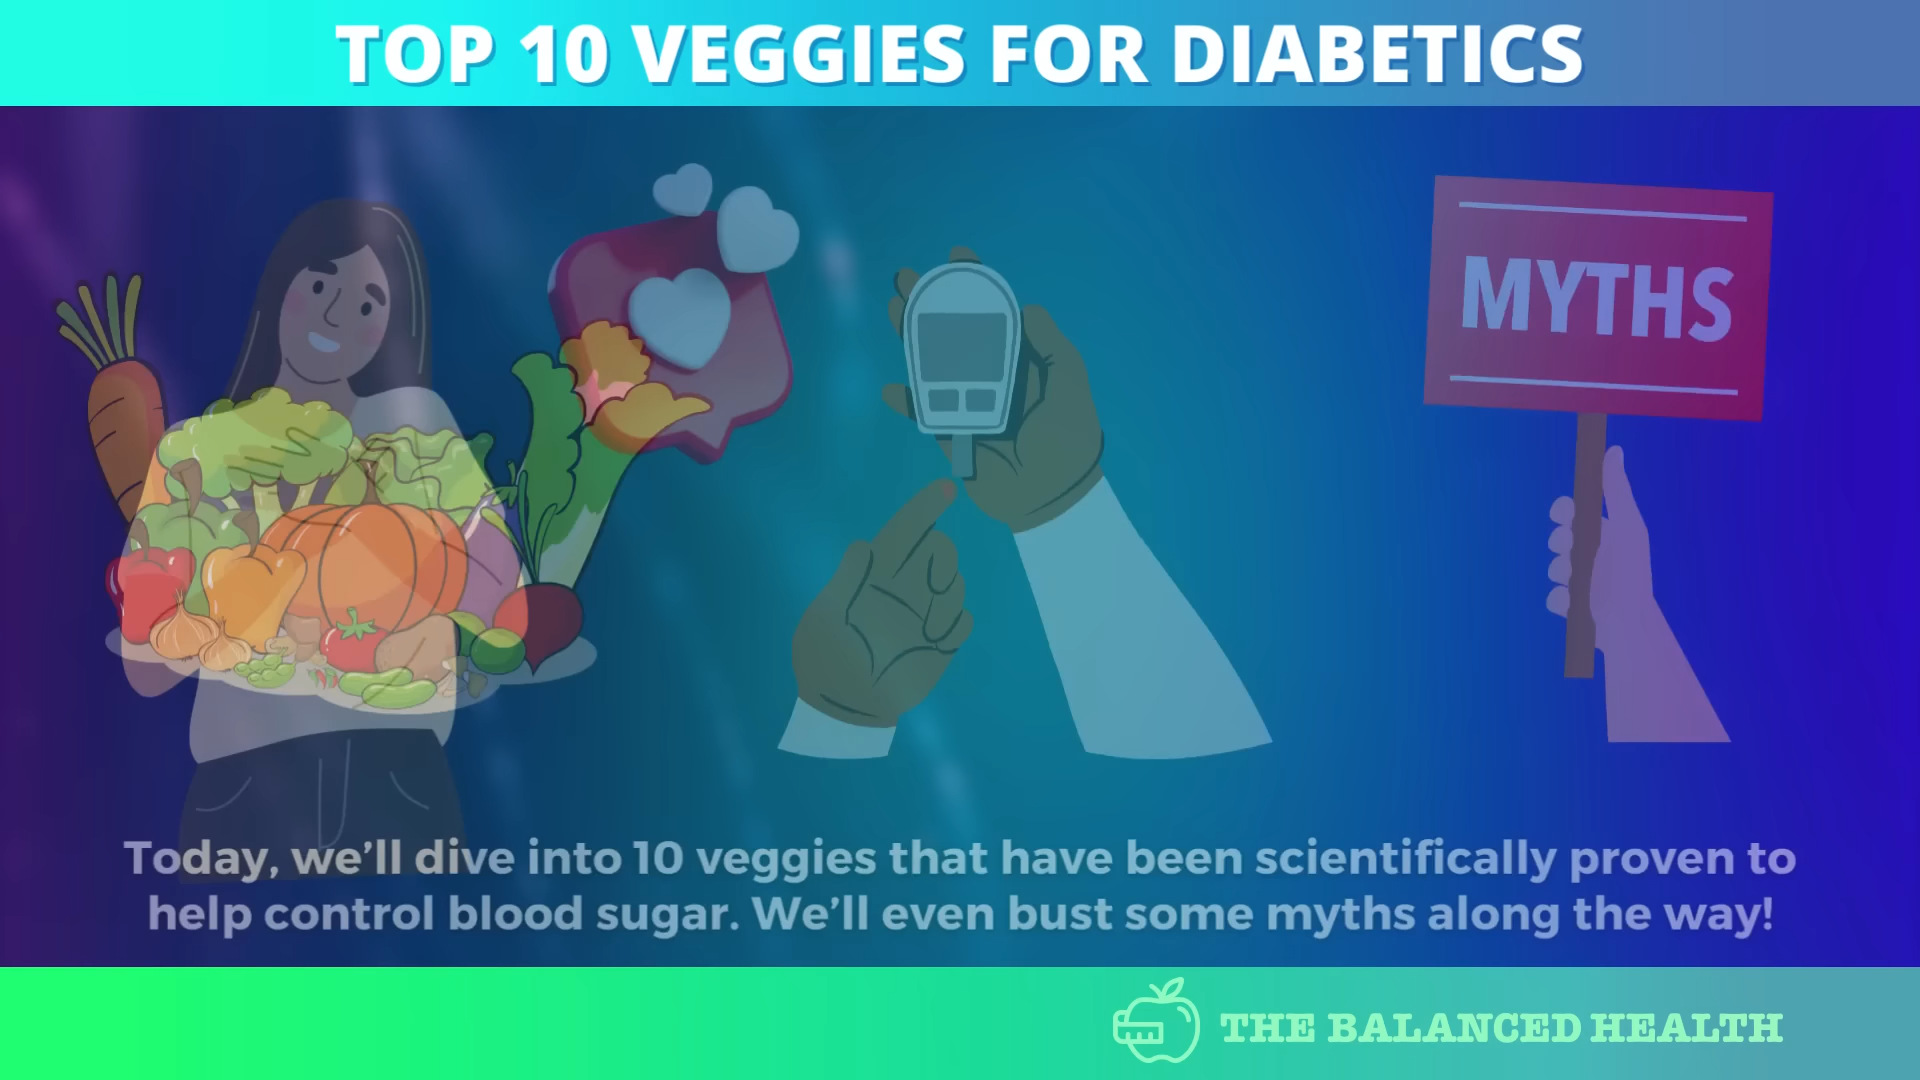 TOP 10 VEGGIES FOR DIABETICS
MYTHS
Today, we’ll dive into 10 veggies that have been scientifically proven to
help control blood sugar. We’ll even bust some myths along the way!
THE BALANCED HEALTH